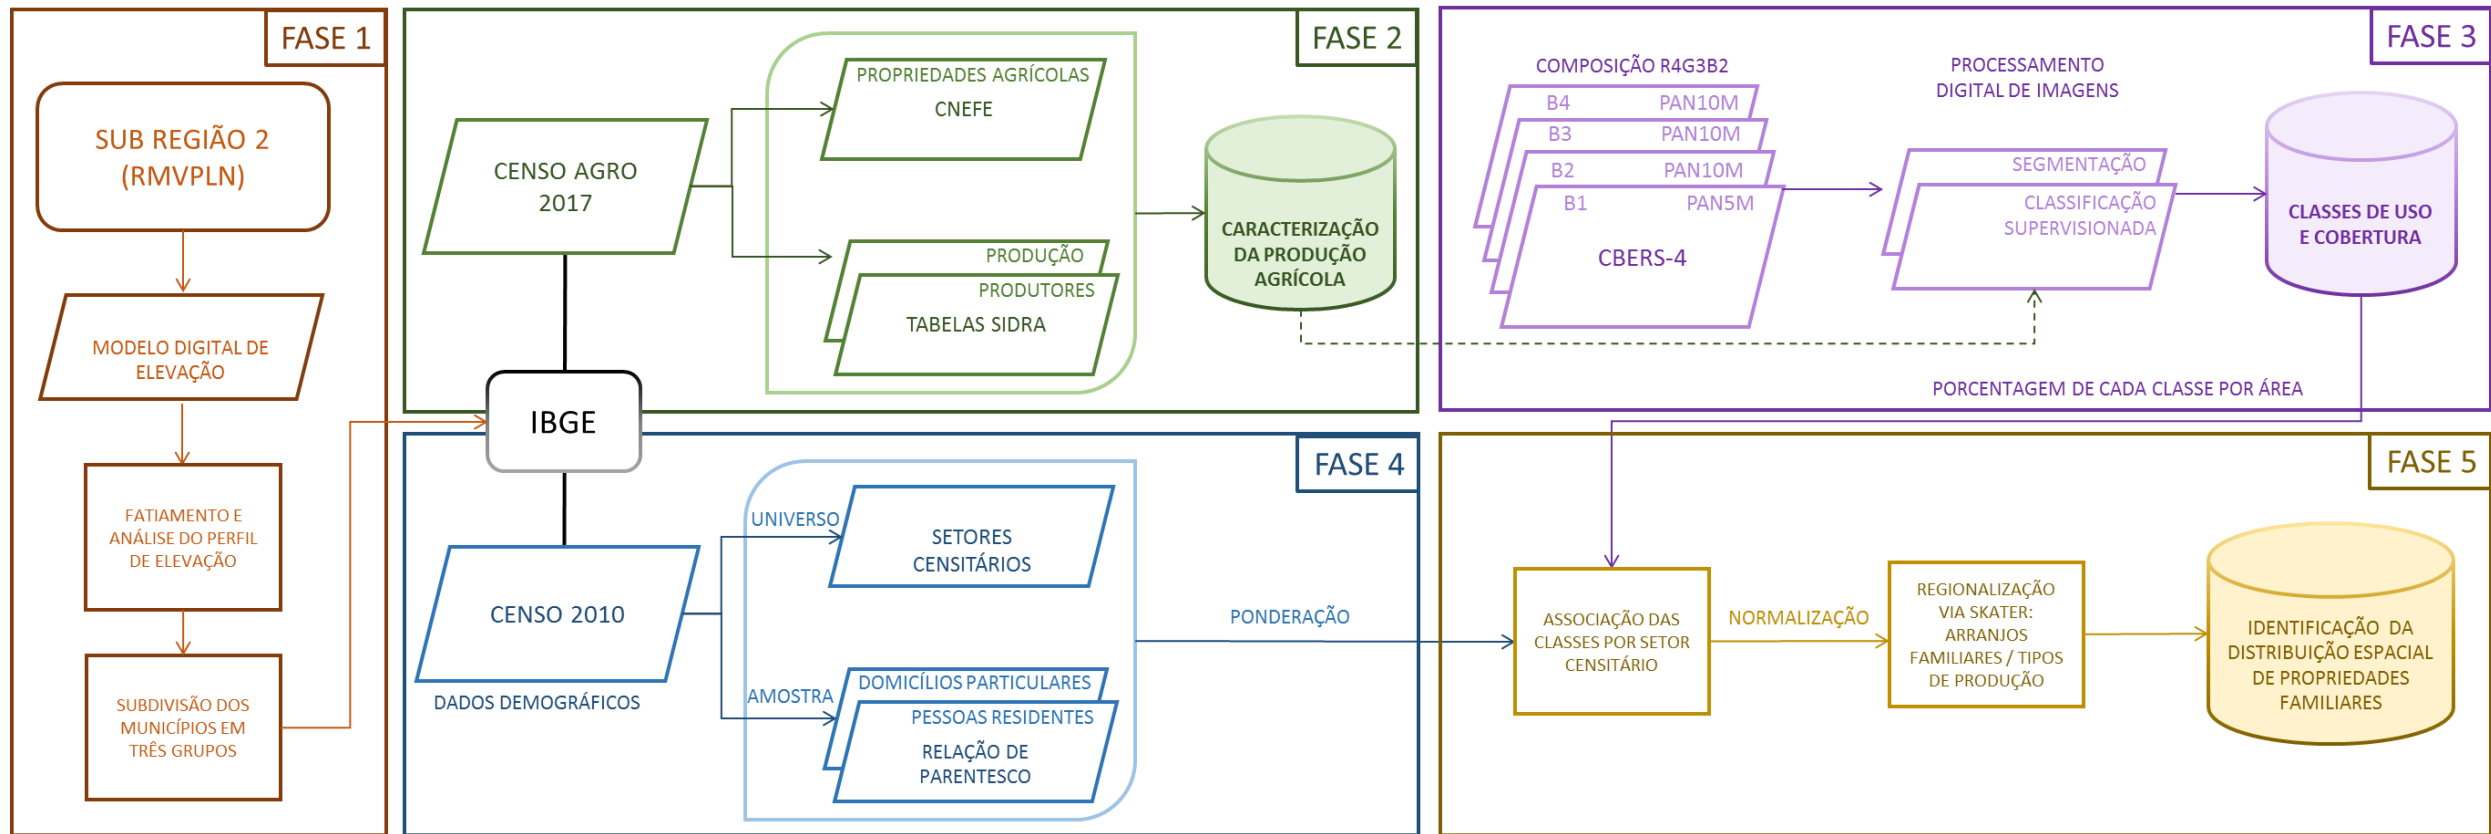 FASE 1
SUB REGIÃO 2
(RMVPLN)
MODELO DIGITAL DE
ELEVAÇÃO
FATIAMENTO E
ANÁLISE DO PERFIL
DE ELEVAÇÃO
SUBDIVISÃO DOS
MUNICÍPIOS EM
TRÊS GRUPOS
FASE 2
CENSO AGRO
2017
PROPRIEDADES AGRÍCOLAS
CNEFE
PRODUÇÃO
PRODUTORES
TABELAS SIDRA
CARACTERIZAÇÃO
DA PRODUÇÃO
AGRÍCOLA
IBGE
FASE 3
COMPOSIÇÃO R4G3B2
B4 PAN10M
B3 PAN10M
B2 PAN10M
B1 PAN5M
CBERS-4
PROCESSAMENTO
DIGITAL DE IMAGENS
SEGMENTAÇÃO
CLASSIFICAÇÃO
SUPERVISIONADA
CLASSES DE USO
E COBERTURA
PORCENTAGEM DE CADA CLASSE POR ÁREA
FASE 4
CENSO 2010
DADOS DEMOGRÁFICOS
UNIVERSO
SETORES
CENSITÁRIOS
AMOSTRA
DOMICÍLIOS PARTICULARES
PESSOAS RESIDENTES
RELAÇÃO DE
PARENTESCO
PONDERAÇÃO
FASE 5
ASSOCIAÇÃO DAS
CLASSES POR SETOR
CENSITÁRIO
NORMALIZAÇÃO
REGIONALIZAÇÃO
VIA SKATER:
ARRANJOS
FAMILIARES / TIPOS
DE PRODUÇÃO
IDENTIFICAÇÃO DA
DISTRIBUIÇÃO ESPACIAL
DE PROPRIEDADES
FAMILIARES